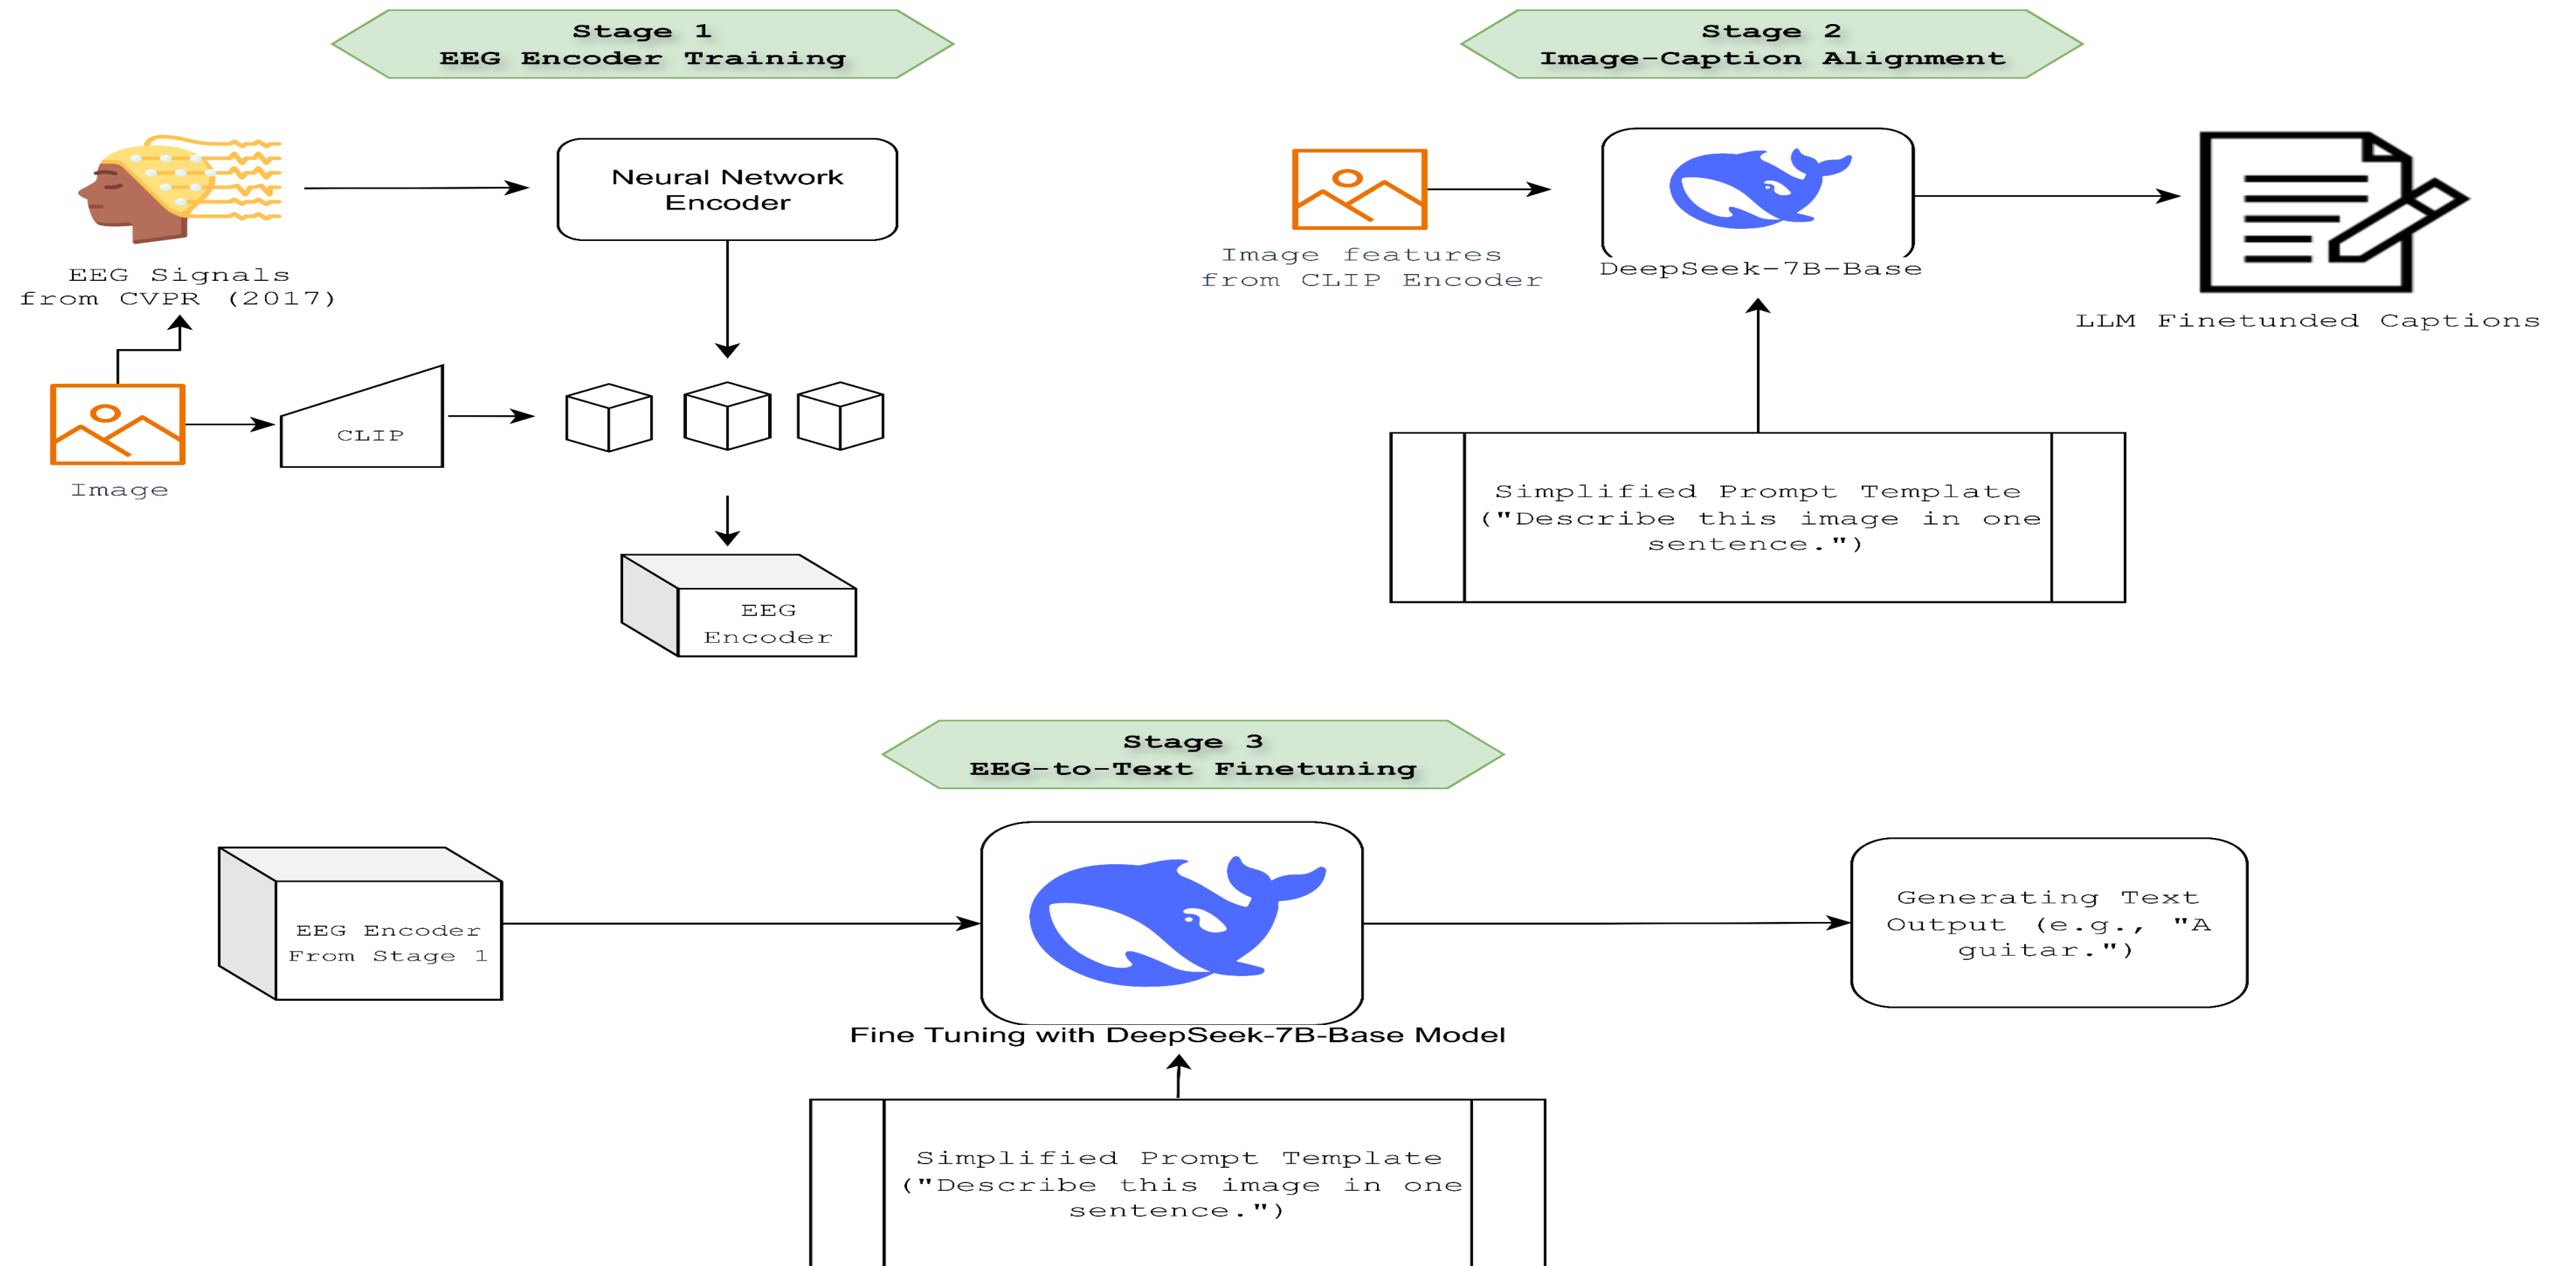 Stage 1
EEG Encoder Training
Neural Network
Encoder
EEG Signals
from CVPR (2017)
Image
CLIP
EEG
Encoder
Stage 2
Image-Caption Alignment
Image features
from CLIP Encoder
DeepSeek-7B-Base
LLM Finetunded Captions
Simplified Prompt Template
("Describe this image in one
sentence.")
Stage 3
EEG-to-Text Finetuning
EEG Encoder
From Stage 1
Fine Tuning with DeepSeek-7B-Base Model
Generating Text
Output (e.g., "A
guitar.")
Simplified Prompt Template
("Describe this image in one
sentence.")